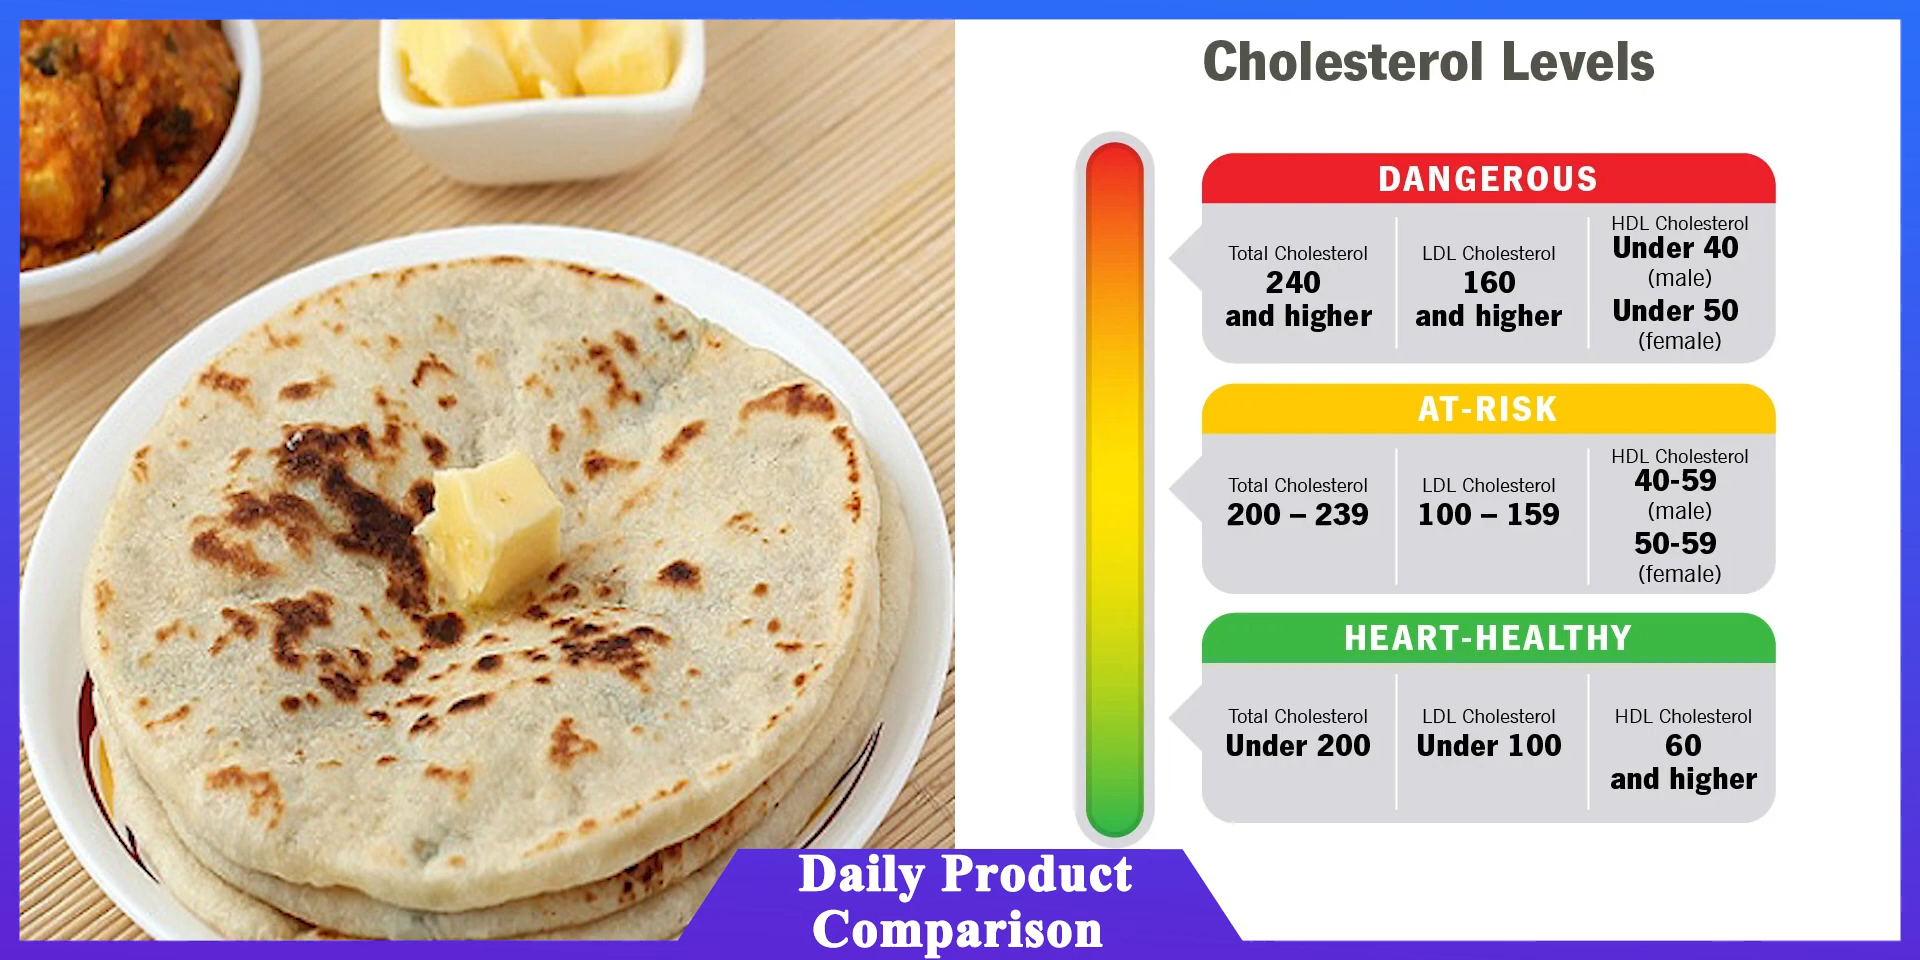 Cholesterol Levels
DANGEROUS
Total Cholesterol
240
and higher
LDL Cholesterol
160
and higher
HDL Cholesterol
Under 40
(male)
Under 50
(female)
AT-RISK
Total Cholesterol
200 – 239
LDL Cholesterol
100 – 159
HDL Cholesterol
40-59
(male)
50-59
(female)
HEART-HEALTHY
Total Cholesterol
Under 200
LDL Cholesterol
Under 100
HDL Cholesterol
60
and higher
Daily Product
Comparison